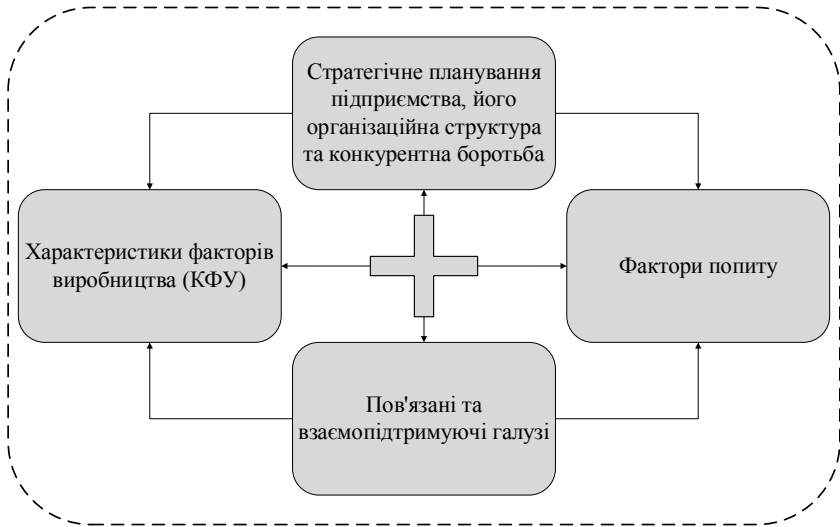 Стратегічне планування
підприємства, його
організаційна структура
та конкурентна боротьба
Характеристики факторів
виробництва (КФУ)
Фактори попиту
Пов'язані та
взаємопідтримуючі галузі